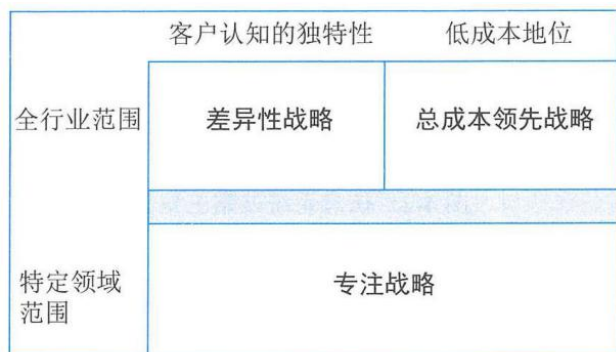 客户认知的独特性 低成本地位
全行业范围 差异性战略 总成本领先战略
特定领域
范围
专注战略